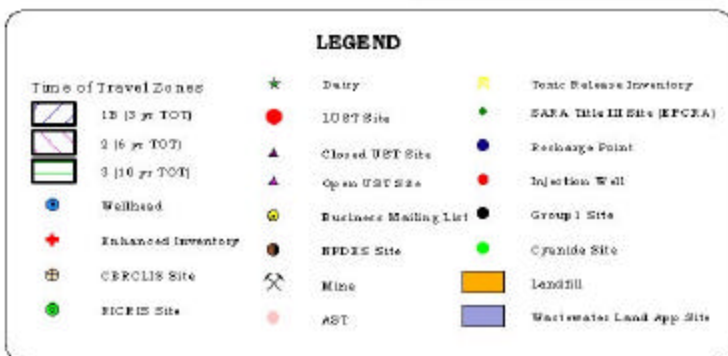 LEGEND
Time of Travel Zones
1B (3 yr TOT)
2 (6 yr TOT)
3 (10 yr TOT)
Wellhead
Enhanced Inventory
CERCLIS Site
RICRIS Site
Dairy
LUST Site
Closed UST Site
Open UST Site
Business Mailing List
NPDES Site
Mine
AST
Toxic Release Inventory
SARA Title III Site (EPCRA)
Recharge Point
Injection Well
Group 1 Site
Cyanide Site
Landfill
Wastewater Land App Site